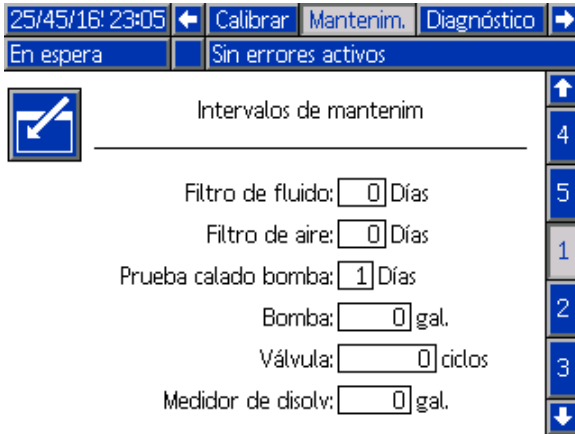 25/45/16' 23:05 Calibrar Mantenim. Diagnóstico
En espera Sin errores activos
Intervalos de mantenim
4
Filtro de fluido: 0 Días
5
Filtro de aire: 0 Días
1
Prueba calado bomba: 1 Días
Bomba: 0 gal.
2
Válvula: 0 ciclos
3
Medidor de disolv: 0 gal.